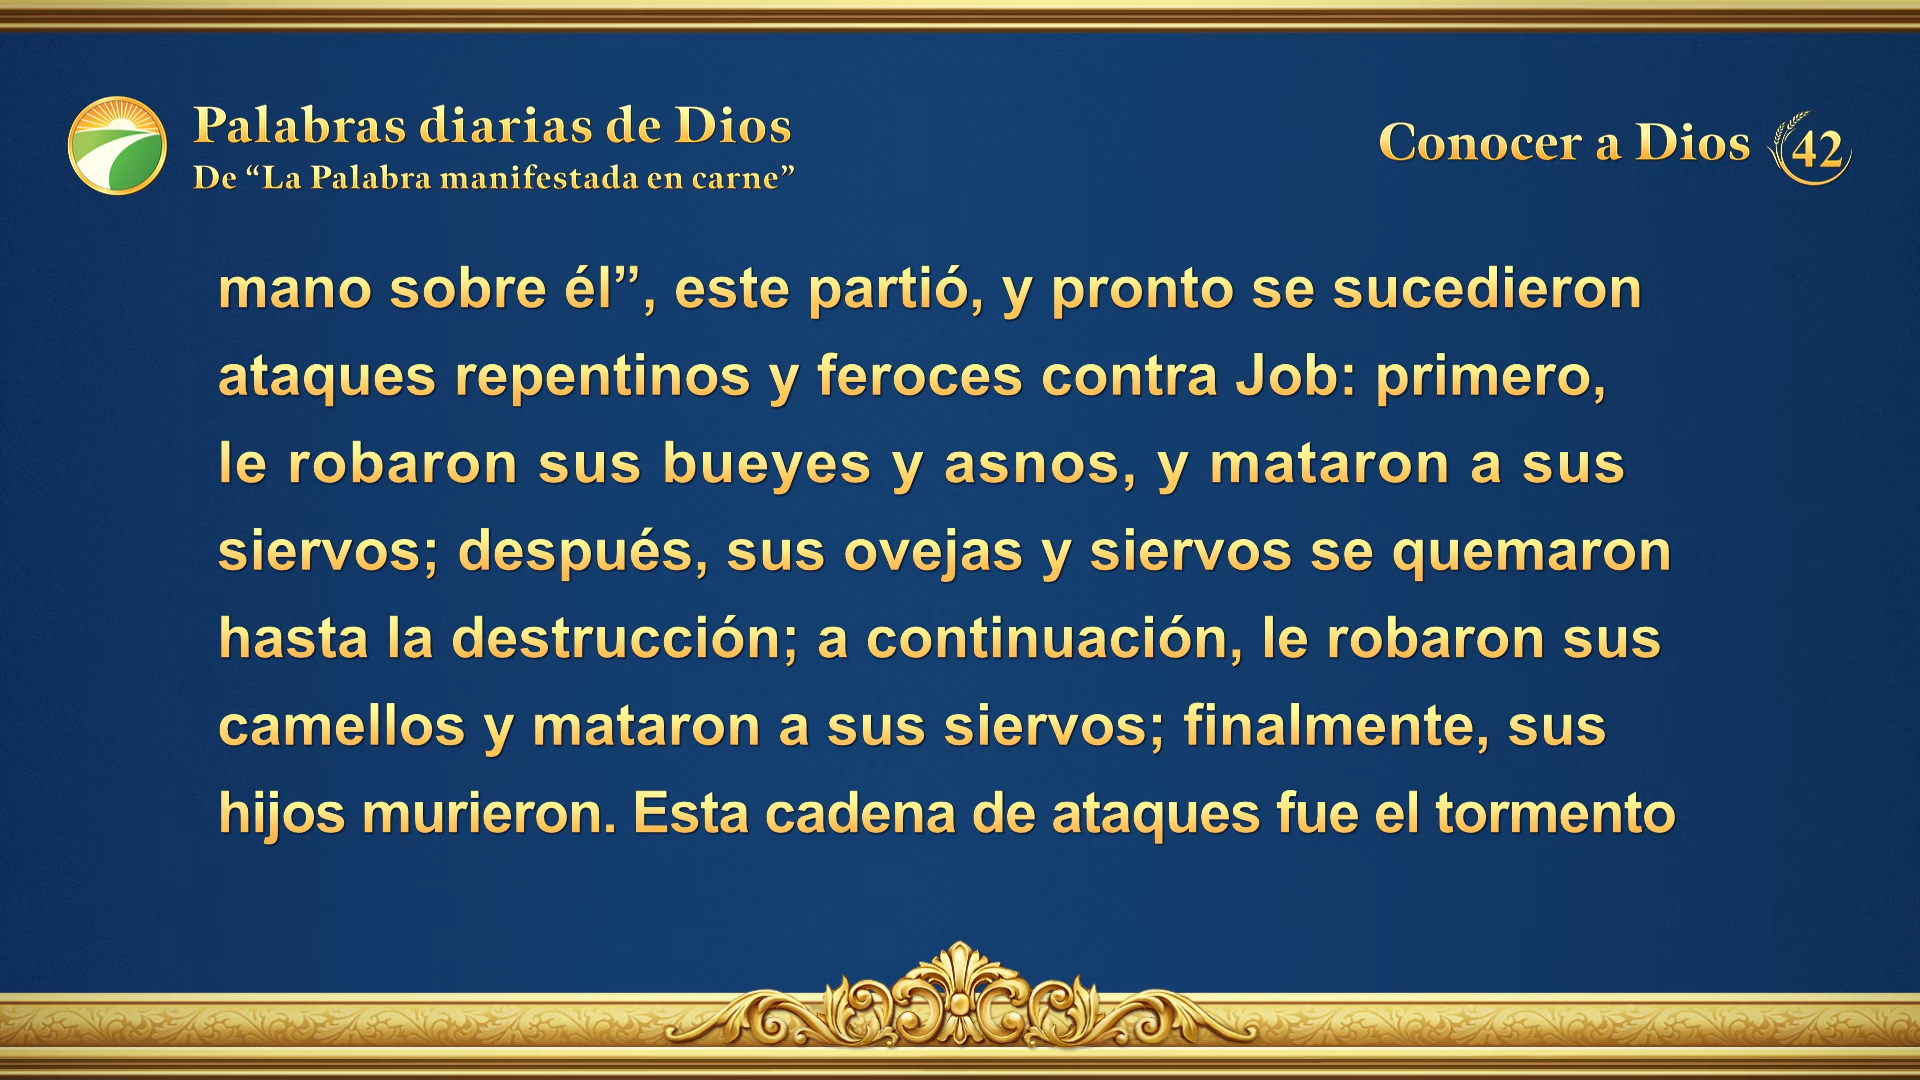 Palabras diarias de Dios
De “La Palabra manifestada en carne”
Conocer a Dios 42
mano sobre él”, este partió, y pronto se sucedieron
ataques repentinos y feroces contra Job: primero,
le robaron sus bueyes y asnos, y mataron a sus
siervos; después, sus ovejas y siervos se quemaron
hasta la destrucción; a continuación, le robaron sus
camellos y mataron a sus siervos; finalmente, sus
hijos murieron. Esta cadena de ataques fue el tormento